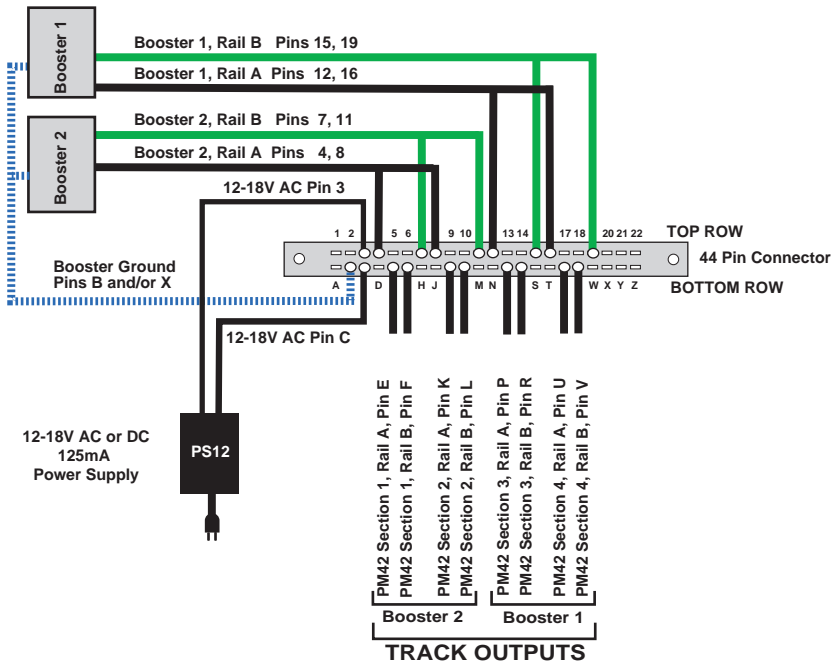 Booster 1
Booster 1, Rail B Pins 15, 19
Booster 1, Rail A Pins 12, 16
Booster 2
Booster 2, Rail B Pins 7, 11
Booster 2, Rail A Pins 4, 8
12-18V AC Pin 3
1 2 5 6 9 10 13 14 17 18 20 21 22
TOP ROW
44 Pin Connector
BOTTOM ROW
A D H J M N S T W X Y Z
Booster Ground
Pins B and/or X
12-18V AC Pin C
12-18V AC or DC
125mA
Power Supply
PS12
PM42 Section 1, Rail A, Pin E
PM42 Section 1, Rail B, Pin F
PM42 Section 2, Rail A, Pin K
PM42 Section 2, Rail B, Pin L
PM42 Section 3, Rail A, Pin P
PM42 Section 3, Rail B, Pin R
PM42 Section 4, Rail A, Pin U
PM42 Section 4, Rail B, Pin V
Booster 2
Booster 1
TRACK OUTPUTS